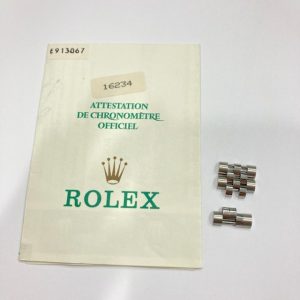 E913067
16234
ATTESTATION
DE CHRONOMÈTRE
OFFICIEL
ROLEX